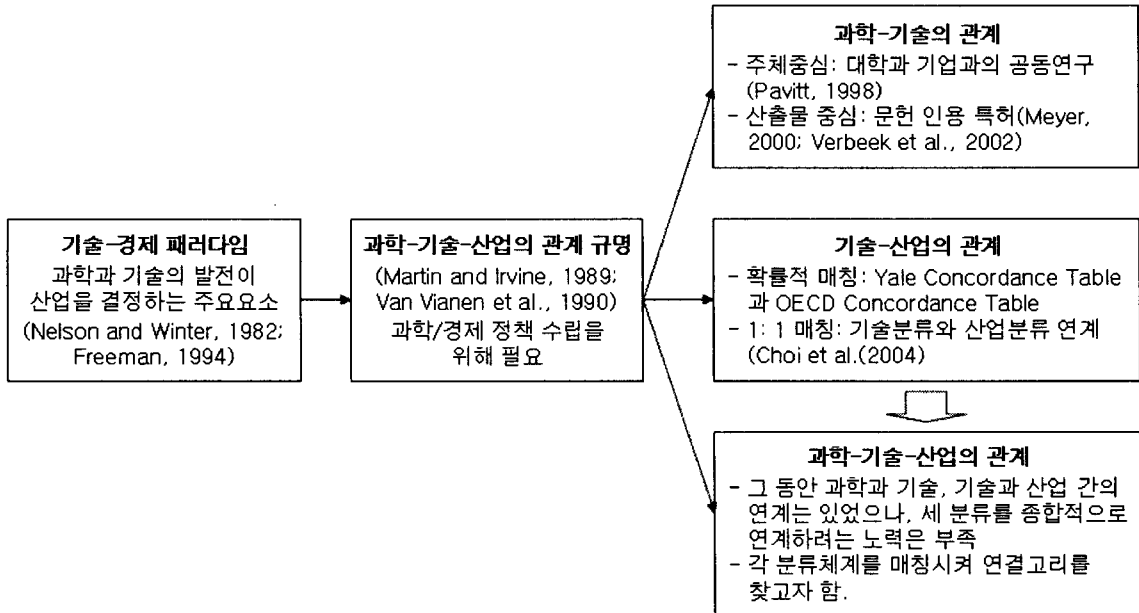 기술-경제 패러다임
과학과 기술의 발전이
산업을 결정하는 주요요소
(Nelson and Winter, 1982;
Freeman, 1994)
과학-기술-산업의 관계 규명
(Martin and Irvine, 1989;
Van Vianen et al., 1990)
과학/경제 정책 수립을
위해 필요
과학-기술의 관계
- 주체중심: 대학과 기업과의 공동연구
(Pavitt, 1998)
- 산출물 중심: 문헌 인용 특허(Meyer,
2000; Verbeek et al., 2002)
기술-산업의 관계
- 확률적 매칭: Yale Concordance Table
과 OECD Concordance Table
- 1: 1 매칭: 기술분류와 산업분류 연계
(Choi et al.(2004)
과학-기술-산업의 관계
- 그 동안 과학과 기술, 기술과 산업 간의
연계는 있었으나, 세 분류를 종합적으로
연계하려는 노력은 부족
- 각 분류체계를 매칭시켜 연결고리를
찾고자 함.